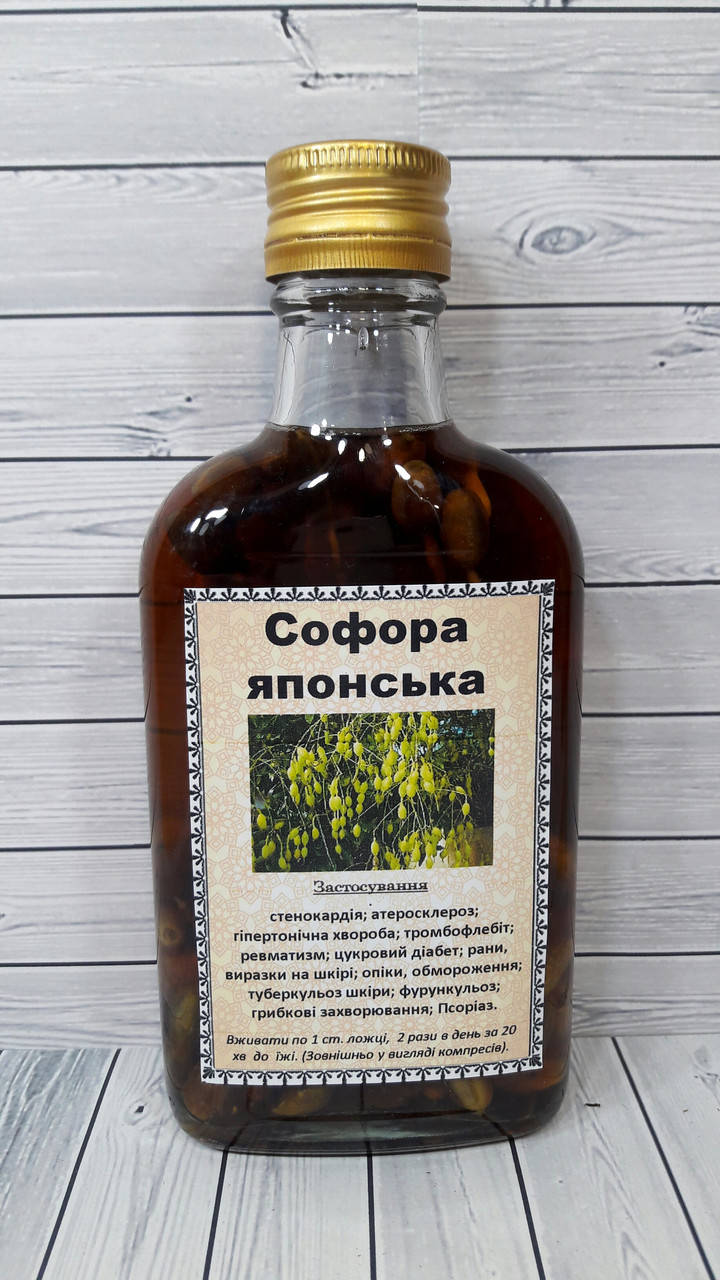 Софора
японська
Застосування
стенокардія; атеросклероз;
гіпертонічна хвороба; тромбофлебіт;
ревматизм; цукровий діабет; рани,
виразки на шкірі; опіки, обмороження;
туберкульоз шкіри; фурункульоз;
грибкові захворювання; Псоріаз.
Вживати по 1 ст. ложці, 2 рази в день за 20
хв до їжі. (Зовнішньо у вигляді компресів).